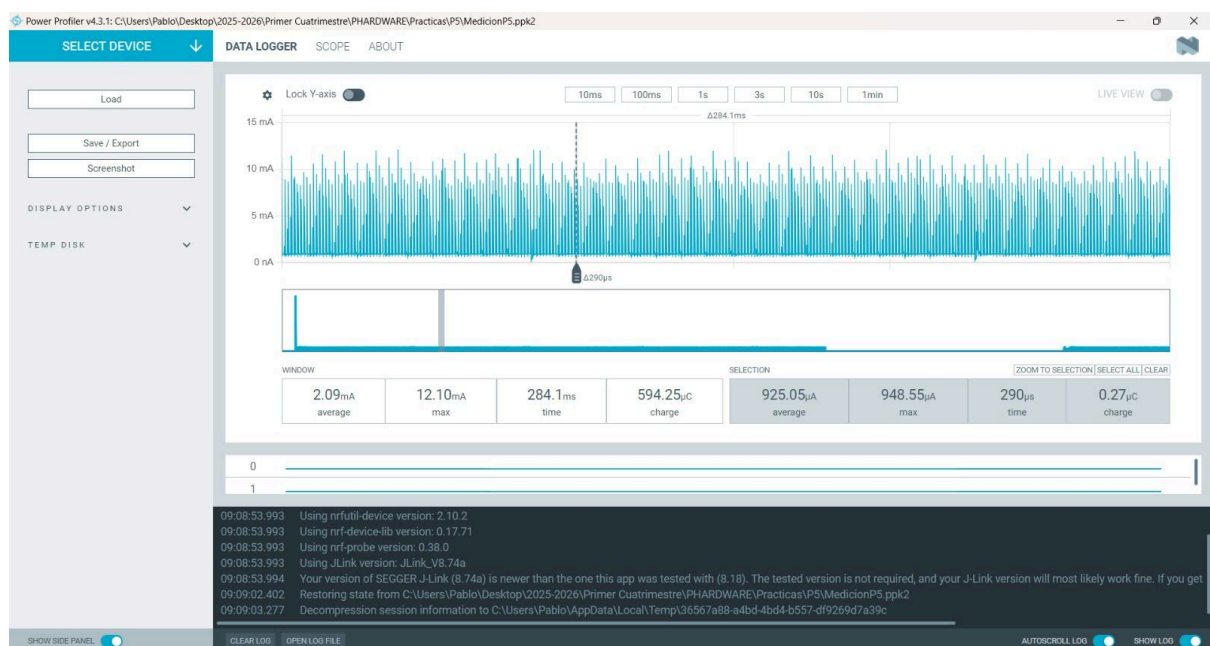 Power Profiler v4.3.1: C:\Users\Pablo\Desktop\2025-2026\Primer Cuatrimestre\PHARDWARE\Practicas\P5\MedicionP5.ppk2
SELECT DEVICE
DATA LOGGER SCOPE ABOUT
Load
Save / Export
Screenshot
DISPLAY OPTIONS
TEMP DISK
Lock Y-axis
10ms 100ms 1s 3s 10s 1min
LIVE VIEW
Δ284.1ms
15 mA
10 mA
5 mA
0 nA
Δ290µs
WINDOW
SELECTION
ZOOM TO SELECTION SELECT ALL CLEAR
2.09mA 12.10mA 284.1ms 594.25µC 925.05µA 948.55µA 290µs 0.27µC
average max time charge average max time charge
0
1
09:08:53.993 Using nrfutil-device version: 2.10.2
09:08:53.993 Using nrf-device-lib version: 0.17.71
09:08:53.993 Using nrf-probe version: 0.38.0
09:08:53.993 Using JLink version: JLink_V8.74a
09:08:53.994 Your version of SEGGER J-Link (8.74a) is newer than the one this app was tested with (8.18). The tested version is not required, and your J-Link version will most likely work fine. If you get
09:09:02.402 Restoring state from C:\Users\Pablo\Desktop\2025-2026\Primer Cuatrimestre\PHARDWARE\Practicas\P5\MedicionP5.ppk2
09:09:03.277 Decompression session information to C:\Users\Pablo\AppData\Local\Temp\36567a88-a4bd-4bd4-b557-df9269d7a39c
SHOW SIDE PANEL
CLEAR LOG OPEN LOG FILE
AUTOSCROLL LOG
SHOW LOG